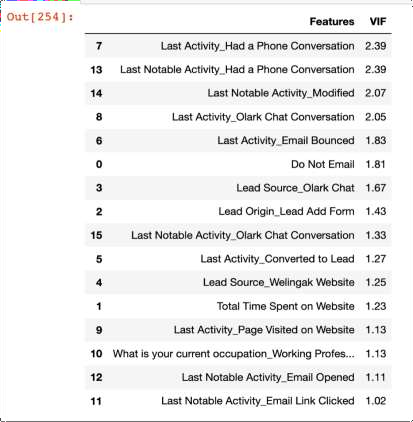 Out[254]:
Features VIF
7 Last Activity_Had a Phone Conversation 2.39
13 Last Notable Activity_Had a Phone Conversation 2.39
14 Last Notable Activity_Modified 2.07
8 Last Activity_Olark Chat Conversation 2.05
6 Last Activity_Email Bounced 1.83
0 Do Not Email 1.81
3 Lead Source_Olark Chat 1.67
2 Lead Origin_Lead Add Form 1.43
15 Last Notable Activity_Olark Chat Conversation 1.33
5 Last Activity_Converted to Lead 1.27
4 Lead Source_Welingak Website 1.25
1 Total Time Spent on Website 1.23
9 Last Activity_Page Visited on Website 1.13
10 What is your current occupation_Working Profes... 1.13
12 Last Notable Activity_Email Opened 1.11
11 Last Notable Activity_Email Link Clicked 1.02